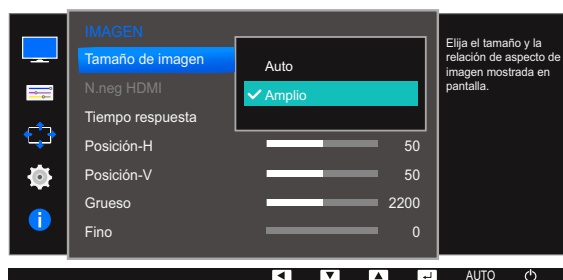 IMAGEN
Tamaño de imagen
Auto
N.neg HDMI
Amplio
Tiempo respuesta
Posición-H 50
Posición-V 50
Grueso 2200
Fino 0
Elija el tamaño y la
relación de aspecto de
imagen mostrada en
pantalla.
AUTO